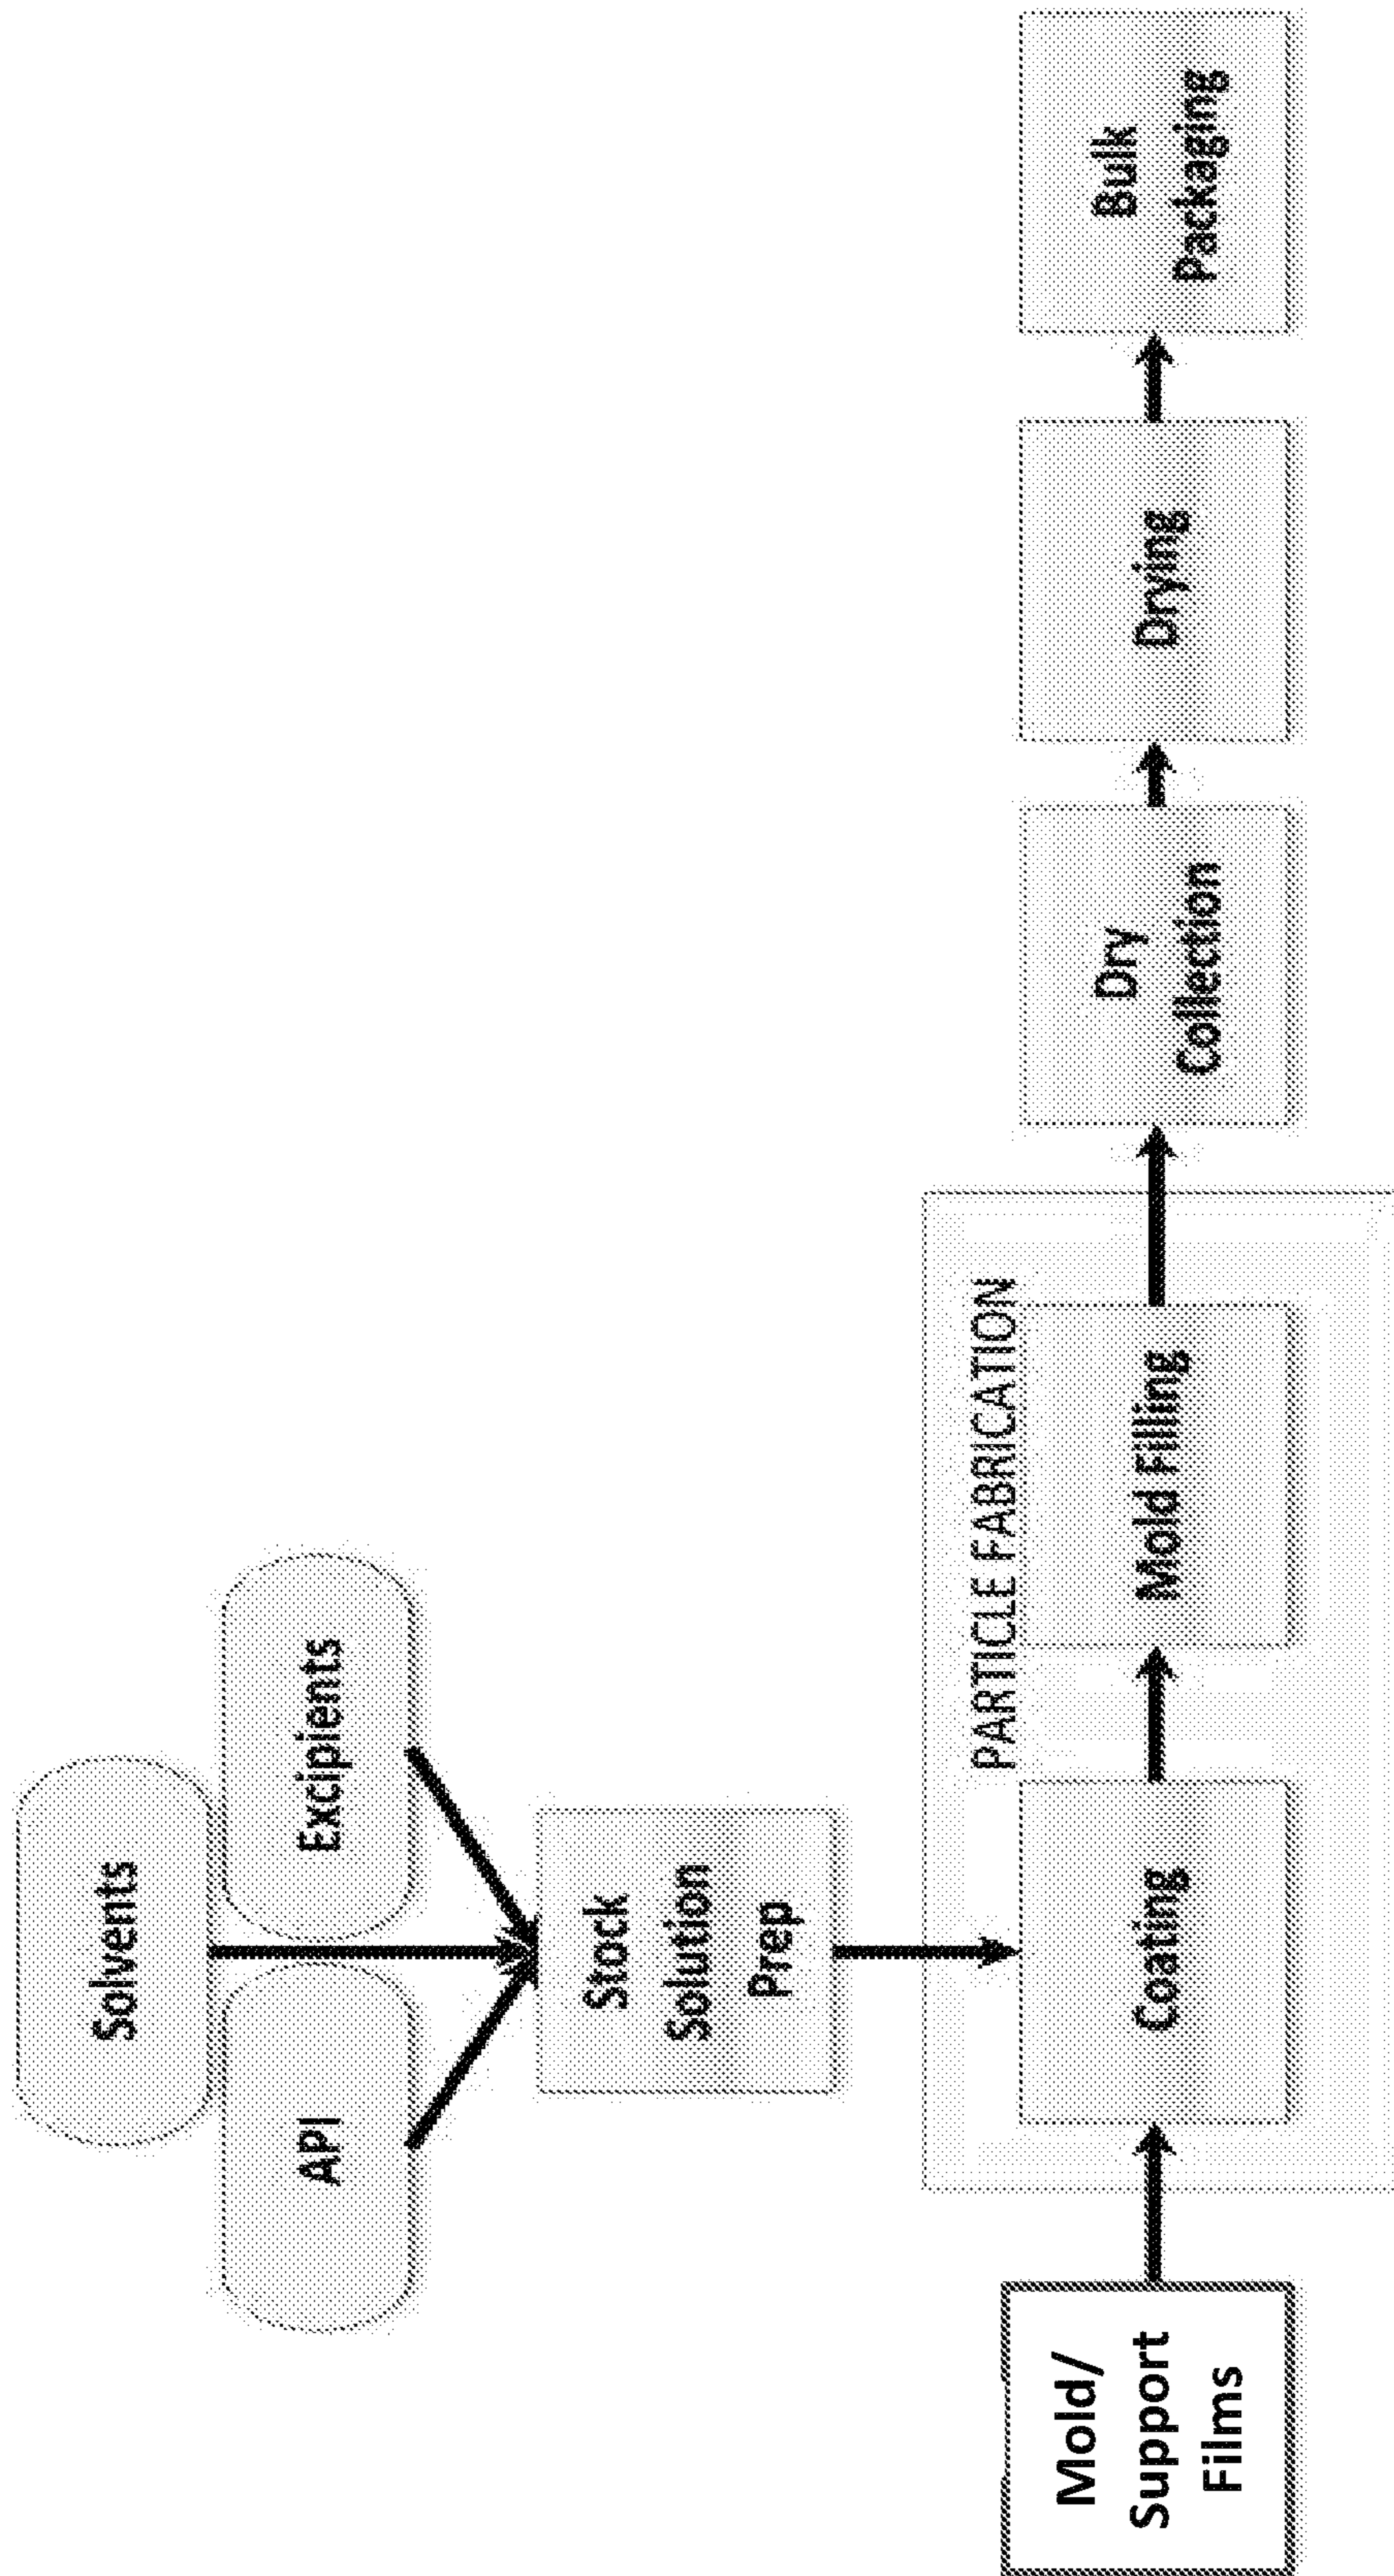 Solvents
API
Excipients
Stock
Solution
Prep
PARTICLE FABRICATION
Mold/
Support
Films
Coating
Mold Filling
Dry
Collection
Drying
Bulk
Packaging